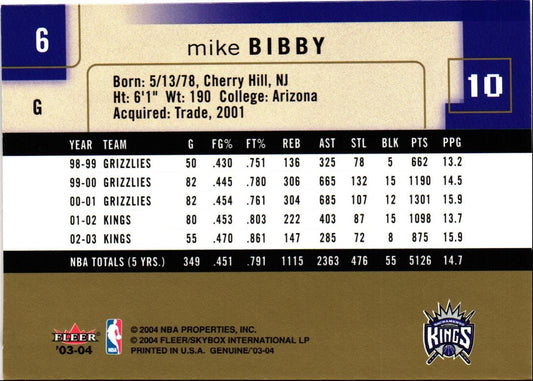 6
mike BIBBY
G
Born: 5/13/78, Cherry Hill, NJ
Ht: 6'1" Wt: 190 College: Arizona
Acquired: Trade, 2001
10
YEAR TEAM G FG% FT% REB AST STL BLK PTS PPG
98-99 GRIZZLIES 50 .430 .751 136 325 78 5 662 13.2
99-00 GRIZZLIES 82 .445 .780 306 665 132 15 1190 14.5
00-01 GRIZZLIES 82 .454 .761 304 685 107 12 1301 15.9
01-02 KINGS 80 .453 .803 222 403 87 15 1098 13.7
02-03 KINGS 55 .470 .861 147 285 72 8 875 15.9
NBA TOTALS (5 YRS.) 349 .451 .791 1115 2363 476 55 5126 14.7
FLEER
'03-04
NBA
© 2004 NBA PROPERTIES, INC.
© 2004 FLEER/SKYBOX INTERNATIONAL LP
PRINTED IN U.S.A. GENUINE/'03-04
SACRAMENTO
KINGS